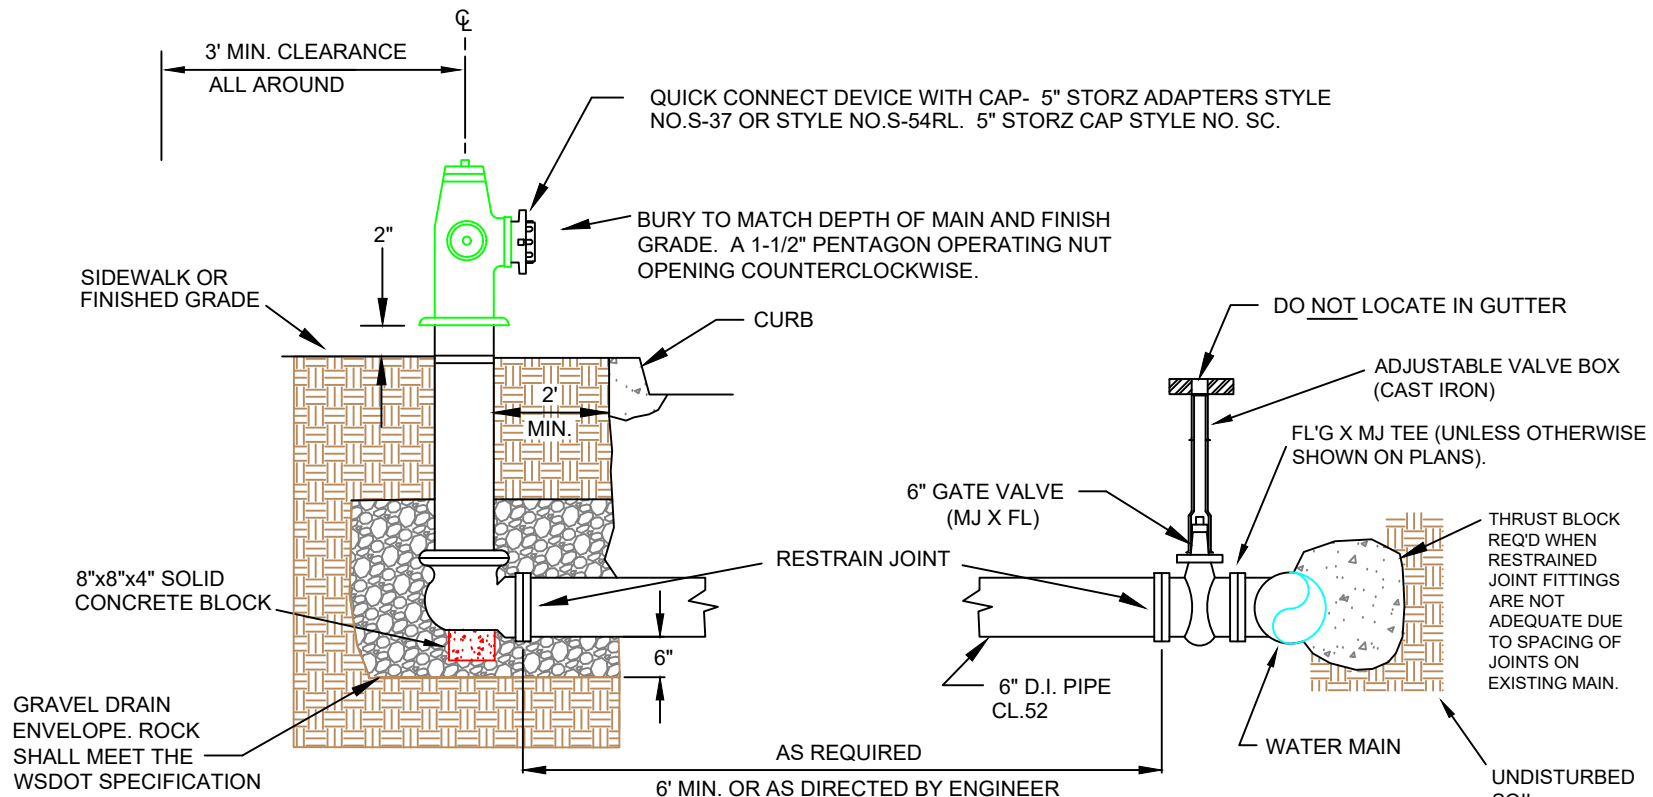 ℄
3' MIN. CLEARANCE
ALL AROUND
QUICK CONNECT DEVICE WITH CAP- 5" STORZ ADAPTERS STYLE
NO.S-37 OR STYLE NO.S-54RL. 5" STORZ CAP STYLE NO. SC.
BURY TO MATCH DEPTH OF MAIN AND FINISH
GRADE. A 1-1/2" PENTAGON OPERATING NUT
OPENING COUNTERCLOCKWISE.
2"
SIDEWALK OR
FINISHED GRADE
CURB
DO NOT LOCATE IN GUTTER
ADJUSTABLE VALVE BOX
(CAST IRON)
2'
MIN.
FL'G X MJ TEE (UNLESS OTHERWISE
SHOWN ON PLANS).
6" GATE VALVE
(MJ X FL)
THRUST BLOCK
REQ'D WHEN
RESTRAINED
JOINT FITTINGS
ARE NOT
ADEQUATE DUE
TO SPACING OF
JOINTS ON
EXISTING MAIN.
RESTRAIN JOINT
8"x8"x4" SOLID
CONCRETE BLOCK
6"
6" D.I. PIPE
CL.52
GRAVEL DRAIN
ENVELOPE. ROCK
SHALL MEET THE
WSDOT SPECIFICATION
WATER MAIN
AS REQUIRED
6' MIN. OR AS DIRECTED BY ENGINEER
UNDISTURBED
SOIL